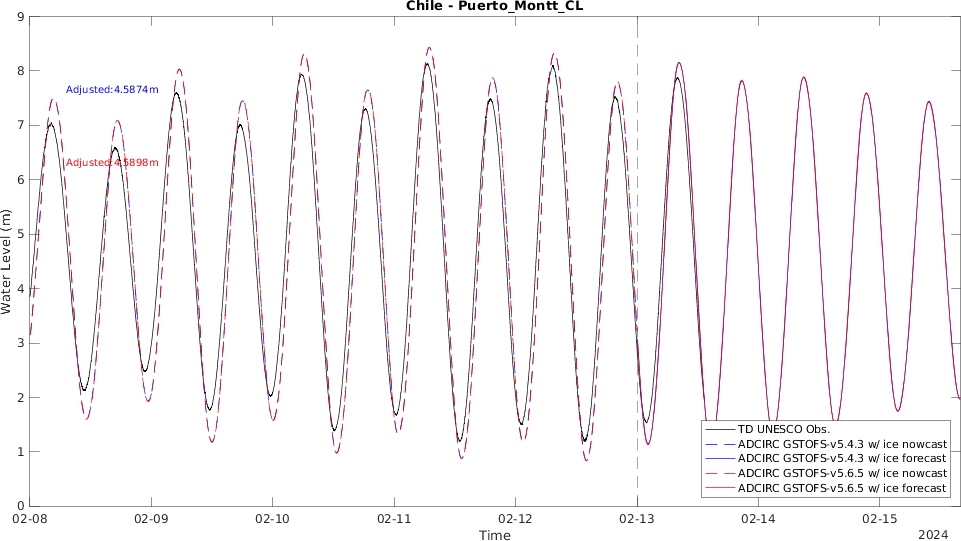 Chile - Puerto_Montt_CL
9
8
7
6
5
4
3
2
1
0
Water Level (m)
Adjusted:4.5874m
Adjusted:4.5898m
TD UNESCO Obs.
ADCIRC GSTOFS-v5.4.3 w/ ice nowcast
ADCIRC GSTOFS-v5.4.3 w/ ice forecast
ADCIRC GSTOFS-v5.6.5 w/ ice nowcast
ADCIRC GSTOFS-v5.6.5 w/ ice forecast
02-08 02-09 02-10 02-11 02-12 02-13 02-14 02-15
Time
2024